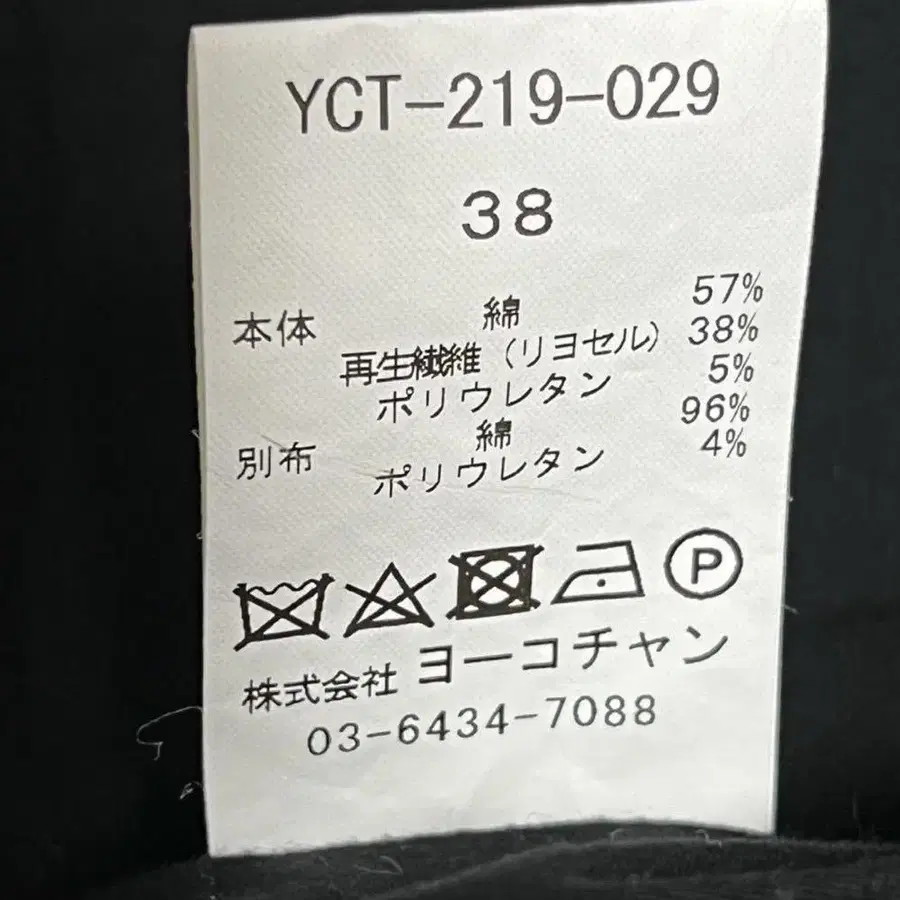 YCT-219-029
38
本体 綿 57%
再生繊維（リヨセル） 38%
ポリウレタン 5%
別布 綿 96%
ポリウレタン 4%
P
株式会社 ヨーコチャン
03-6434-7088